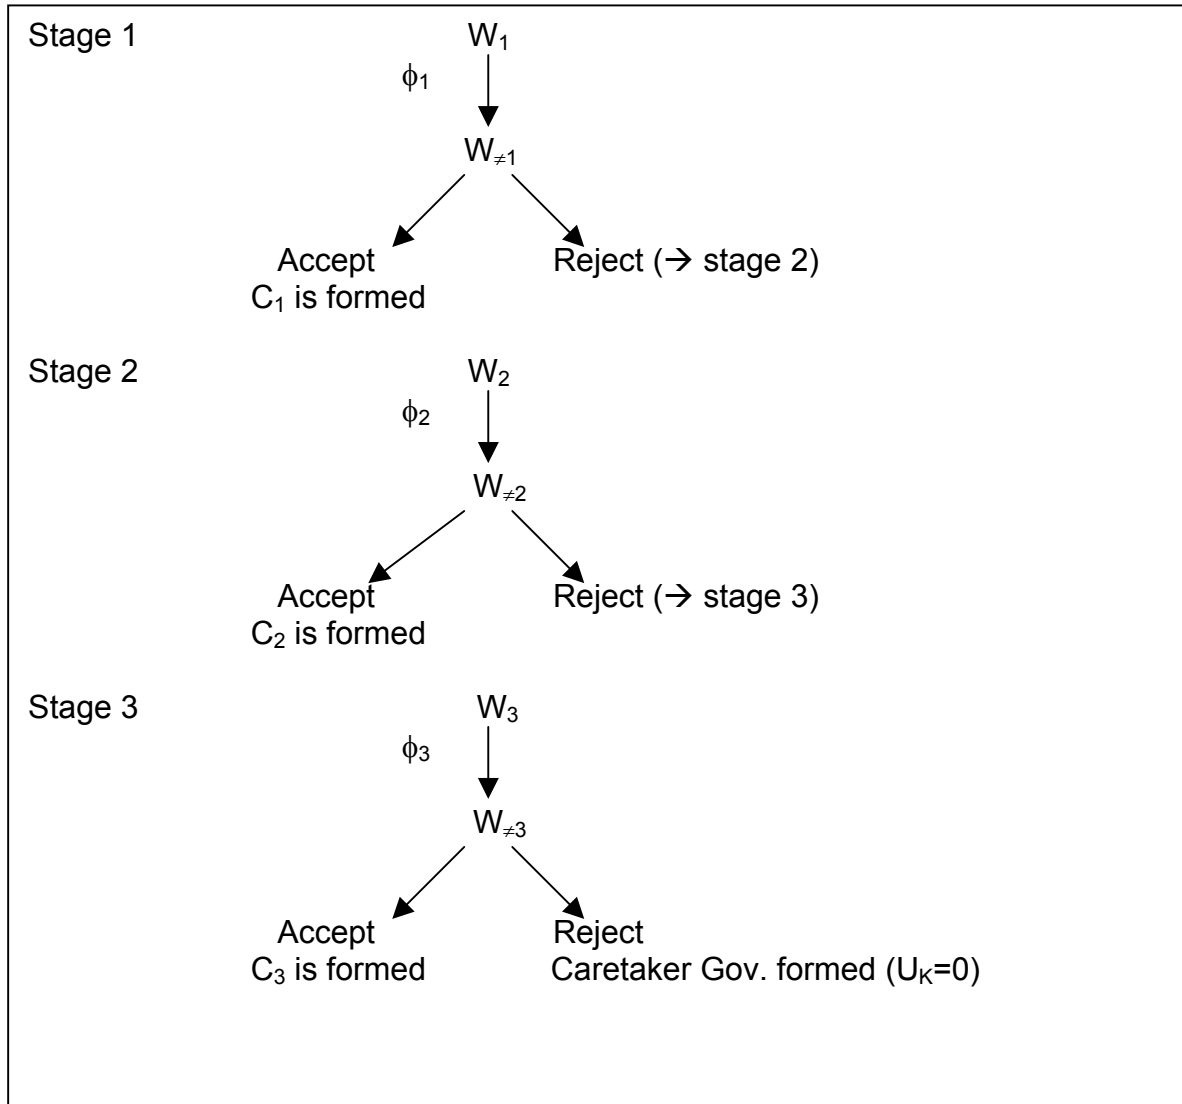 Stage 1 W₁
ϕ₁
W≠₁
Accept Reject (→ stage 2)
C₁ is formed
Stage 2 W₂
ϕ₂
W≠₂
Accept Reject (→ stage 3)
C₂ is formed
Stage 3 W₃
ϕ₃
W≠₃
Accept Reject
C₃ is formed Caretaker Gov. formed (U_K=0)